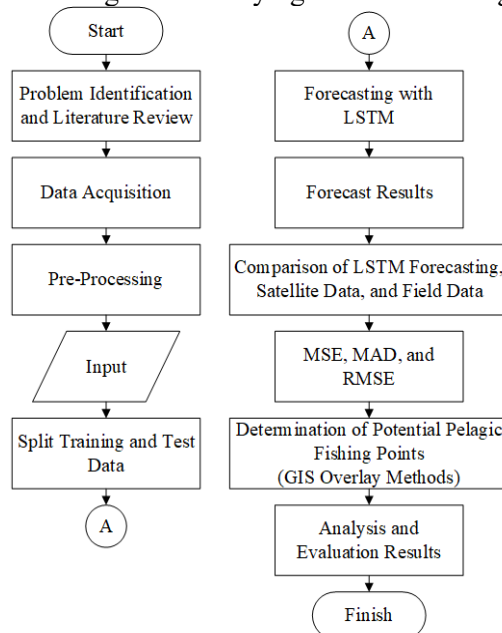 Start
Problem Identification
and Literature Review
Data Acquisition
Pre-Processing
Input
Split Training and Test
Data
A
A
Forecasting with
LSTM
Forecast Results
Comparison of LSTM Forecasting,
Satellite Data, and Field Data
MSE, MAD, and
RMSE
Determination of Potential Pelagic
Fishing Points
(GIS Overlay Methods)
Analysis and
Evaluation Results
Finish